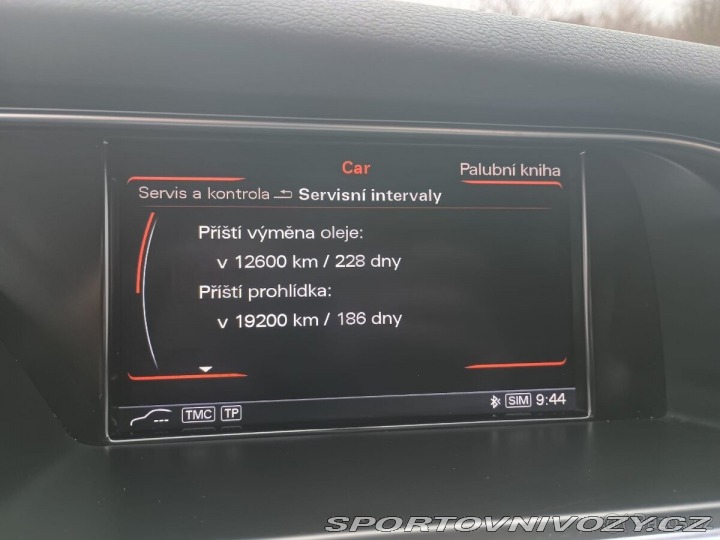 Car
Palubní kniha
Servis a kontrola Servisní intervaly
Příští výměna oleje:
v 12600 km / 228 dny
Příští prohlídka:
v 19200 km / 186 dny
--- TMC TP SIM 9:44
SPORTOVNIVOZY.CZ